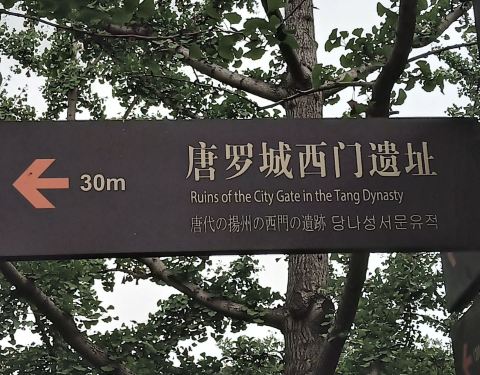 30m
唐罗城西门遗址
Ruins of the City Gate in the Tang Dynasty
唐代の揚州の西門の遺跡 당나성서문유적